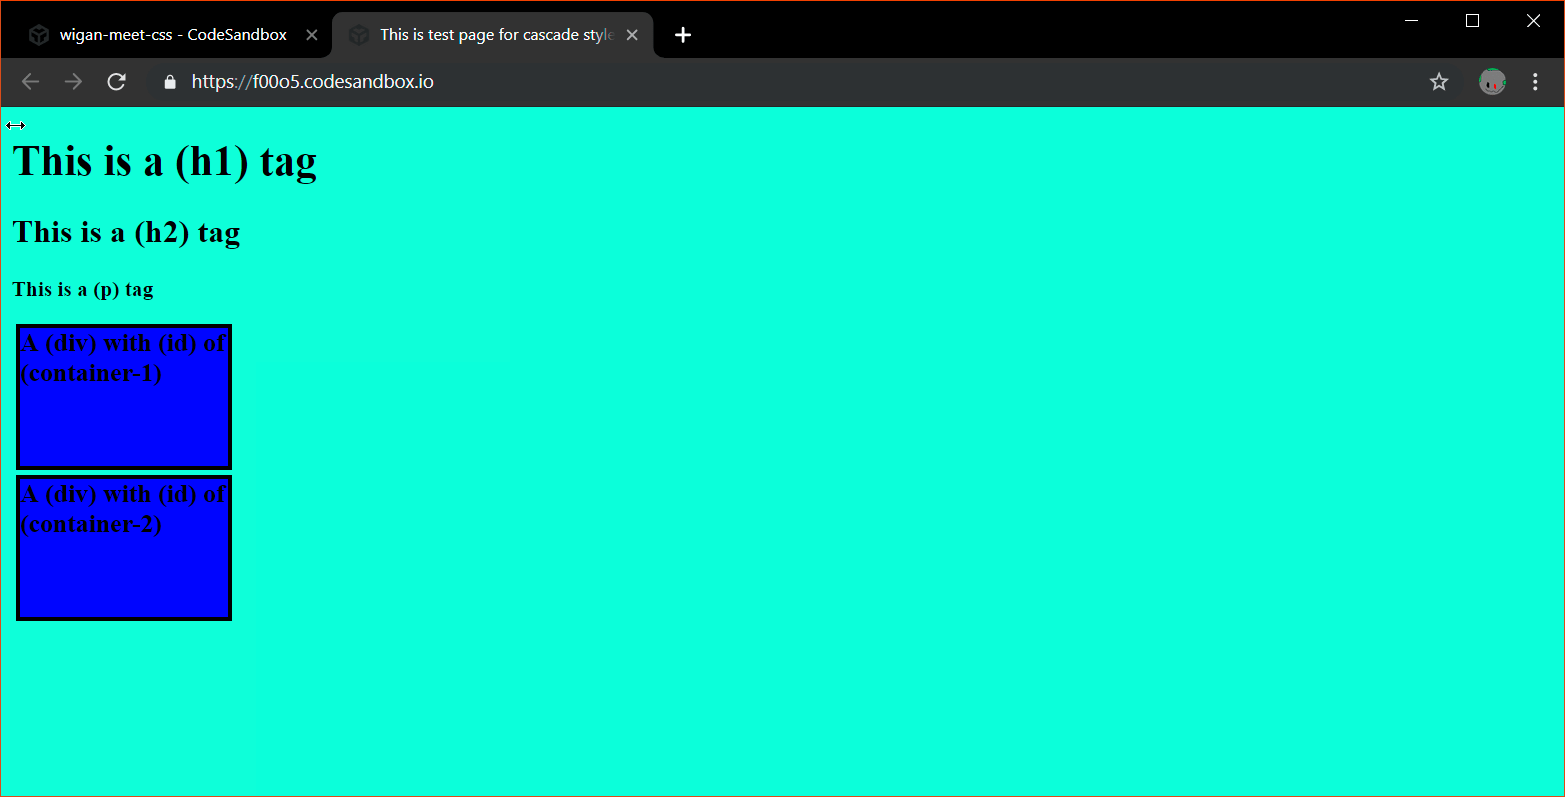 wigan-meet-css - CodeSandbox
This is test page for cascade style
https://f00o5.codesandbox.io
This is a (h1) tag
This is a (h2) tag
This is a (p) tag
A (div) with (id) of
(container-1)
A (div) with (id) of
(container-2)